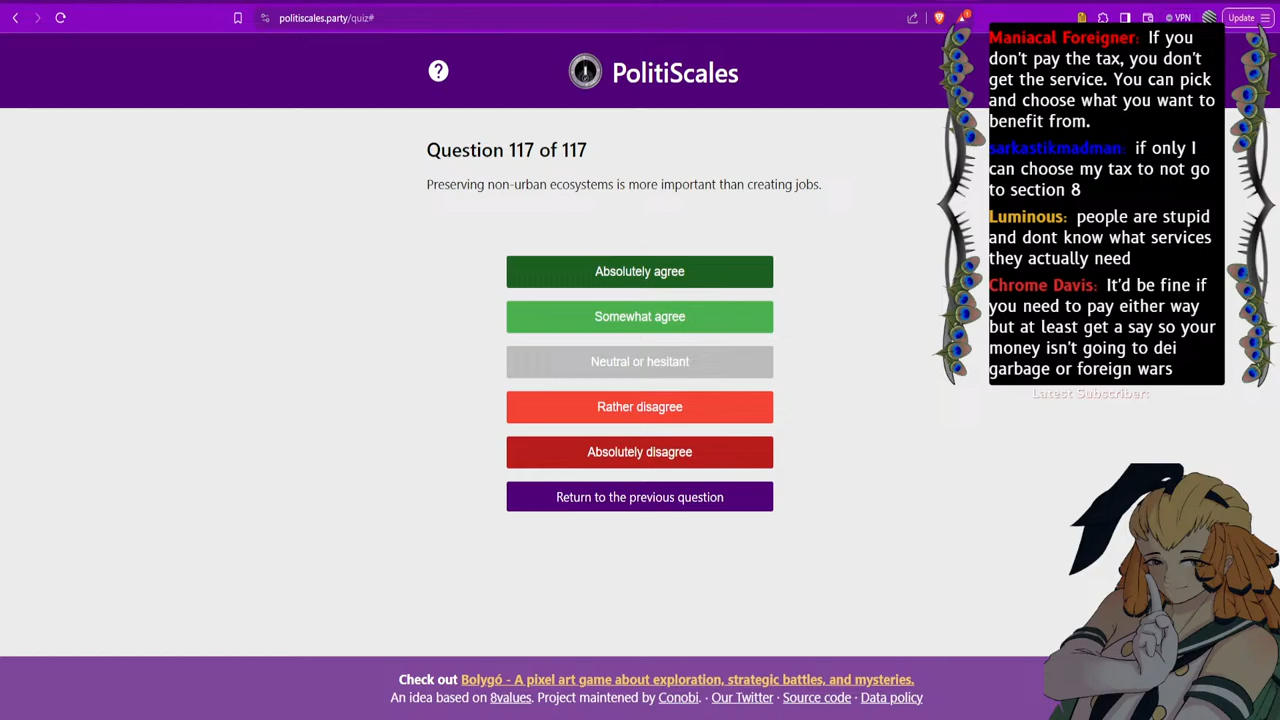 politiscales.party/quiz#
VPN
Update
PolitiScales
Question 117 of 117
Preserving non-urban ecosystems is more important than creating jobs.
Absolutely agree
Somewhat agree
Neutral or hesitant
Rather disagree
Absolutely disagree
Return to the previous question
Maniacal Foreigner: If you
don't pay the tax, you don't
get the service. You can pick
and choose what you want to
benefit from.
sarkastikmadman: if only I
can choose my tax to not go
to section 8
Luminous: people are stupid
and dont know what services
they actually need
Chrome Davis: It'd be fine if
you need to pay either way
but at least get a say so your
money isn't going to dei
garbage or foreign wars
Latest Subscriber:
Check out Bolygó - A pixel art game about exploration, strategic battles, and mysteries.
An idea based on 8values. Project maintened by Conobi. · Our Twitter · Source code · Data policy